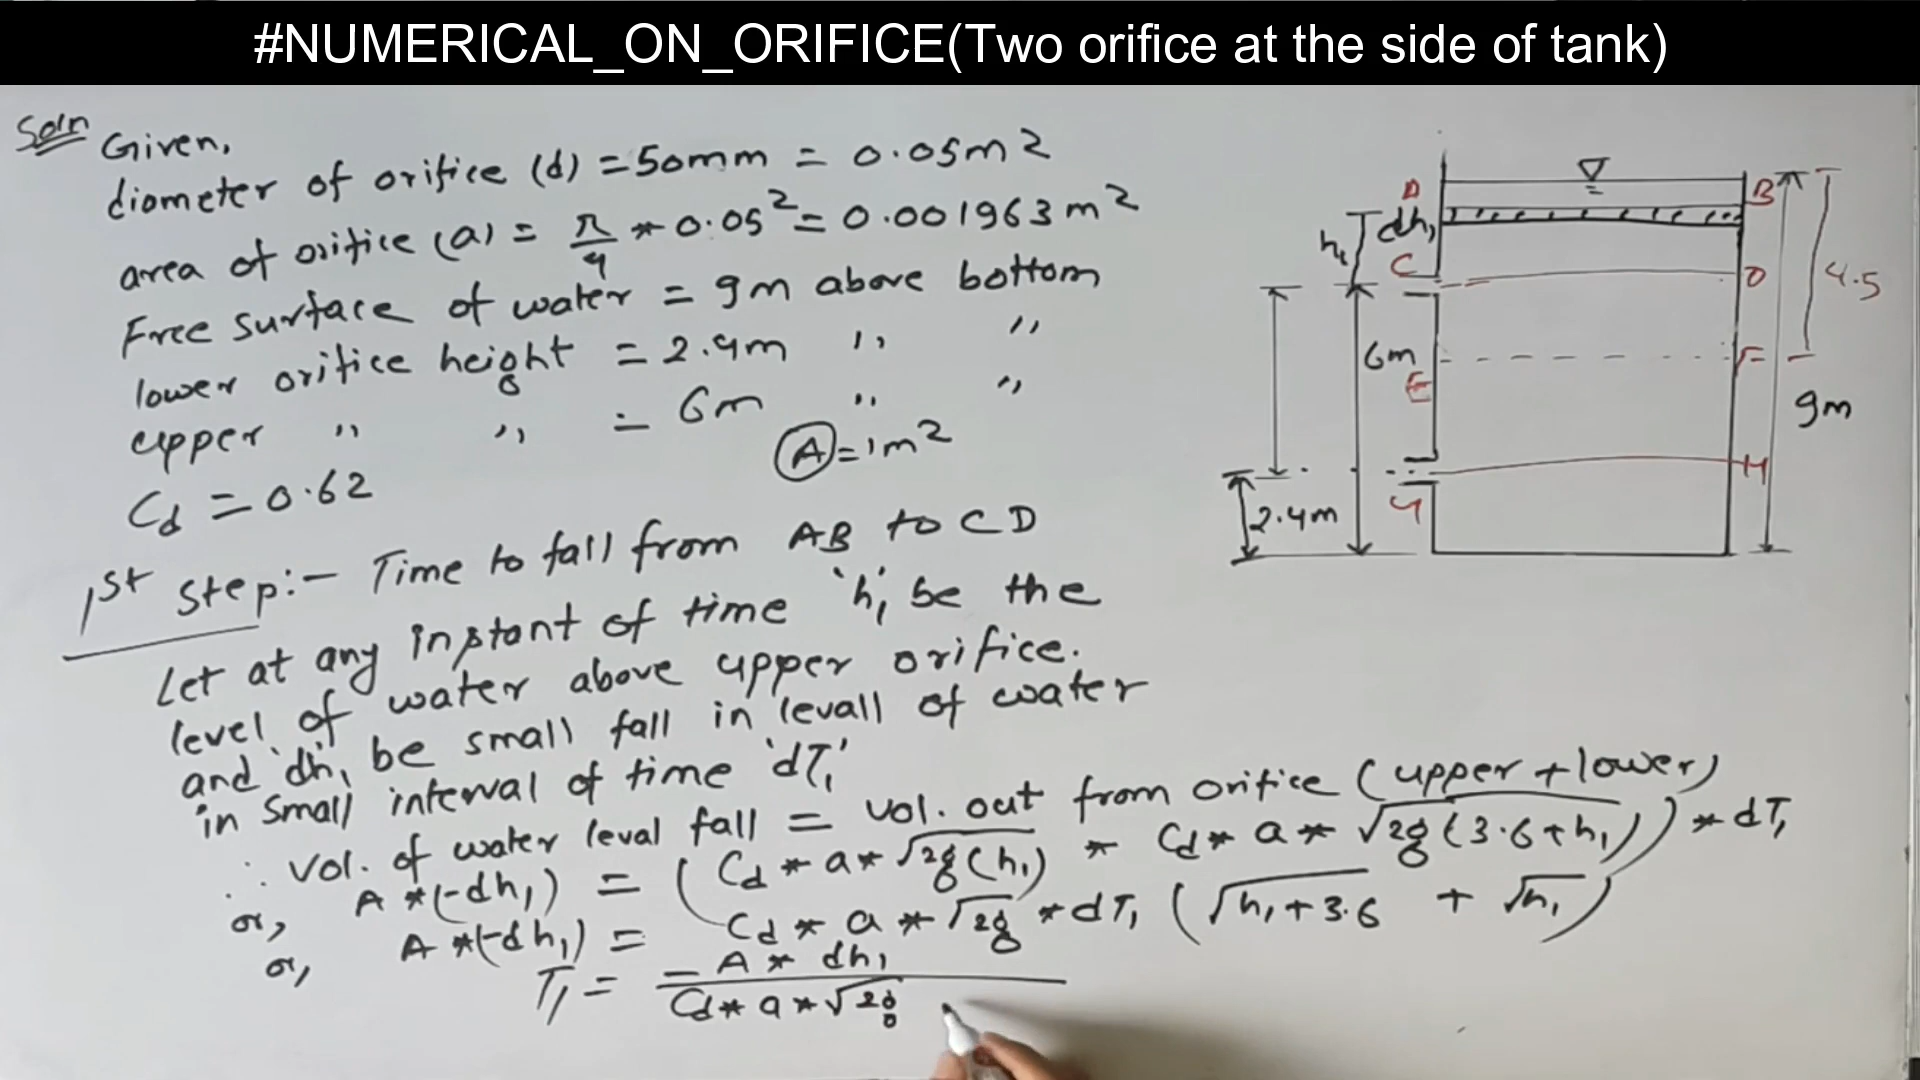 #NUMERICAL_ON_ORIFICE(Two orifice at the side of tank)
Soln Given,
diameter of orifice (d) = 50mm = 0.05m2
area of orifice (a) = π/4 * 0.05² = 0.001963 m²
Free surface of water = 9m above bottom
lower orifice height = 2.4m ,, ,,
upper ,, ,, = 6m ,, ,,
Cd = 0.62
A = 1m²
1st Step:- Time to fall from AB to CD
Let at any instant of time 'h₁' be the
level of water above upper orifice.
and 'dh₁' be small fall in levall of water
in small interval of time 'dT₁'
∴ Vol. of water leval fall = vol. out from orifice (upper + lower)
or, A *(-dh₁) = (Cd * a * √2g(h₁) * Cd * a * √2g(3.6+h₁)) * dT₁
or, A *(-dh₁) = Cd * a * √2g * dT₁ (√h₁+3.6 + √h₁)
T₁ = -A * dh₁ / Cd * a * √2g
B
dh₁
h₁
C
D
4.5
6m
E
F
9m
H
G
2.4m